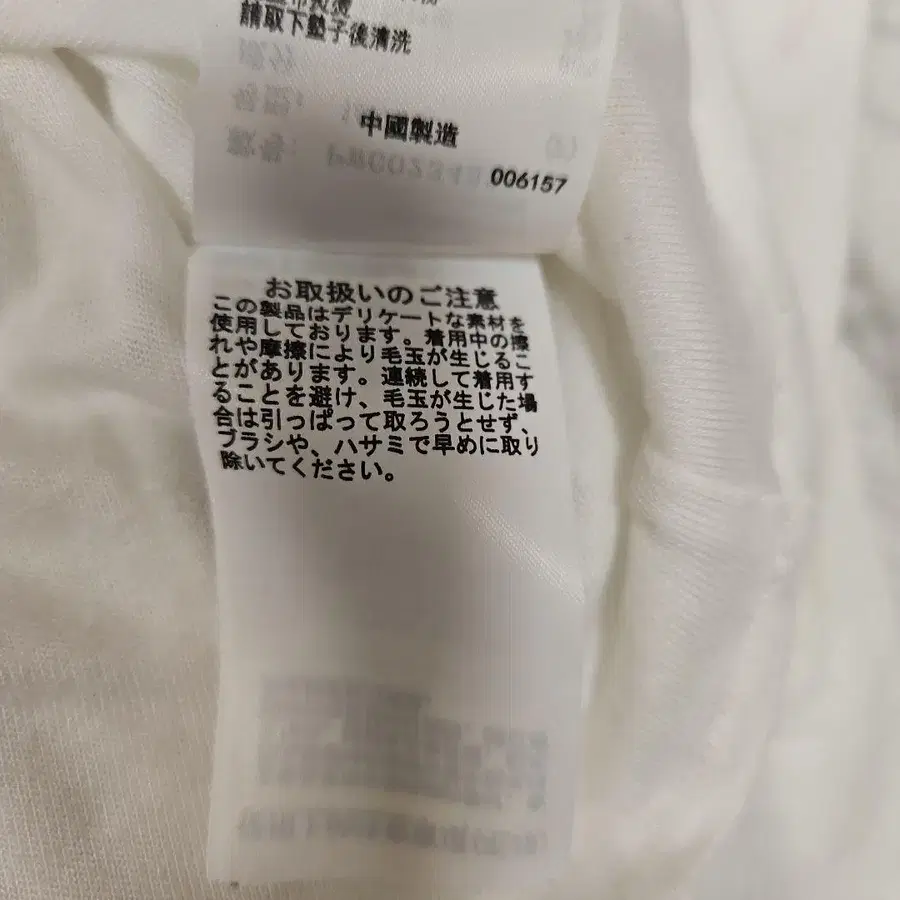 請取下墊子後清洗
中國製造
006157
お取扱いのご注意
この製品はデリケートな素材を
使用しております。着用中の擦
れや摩擦により毛玉が生じるこ
とがあります。連続して着用す
ることを避け、毛玉が生じた場
合は引っぱって取ろうとせず、
ブラシや、ハサミで早めに取り
除いてください。